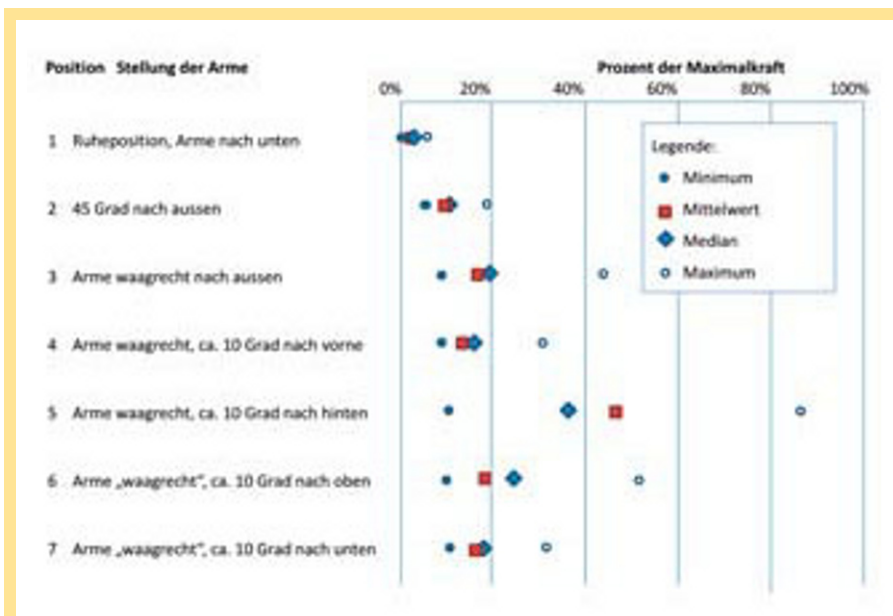 Position Stellung der Arme
Prozent der Maximalkraft
0% 20% 40% 60% 80% 100%
1 Ruheposition, Arme nach unten
2 45 Grad nach aussen
3 Arme waagrecht nach aussen
4 Arme waagrecht, ca. 10 Grad nach vorne
5 Arme waagrecht, ca. 10 Grad nach hinten
6 Arme „waagrecht“, ca. 10 Grad nach oben
7 Arme „waagrecht“, ca. 10 Grad nach unten
Legende:
Minimum
Mittelwert
Median
Maximum